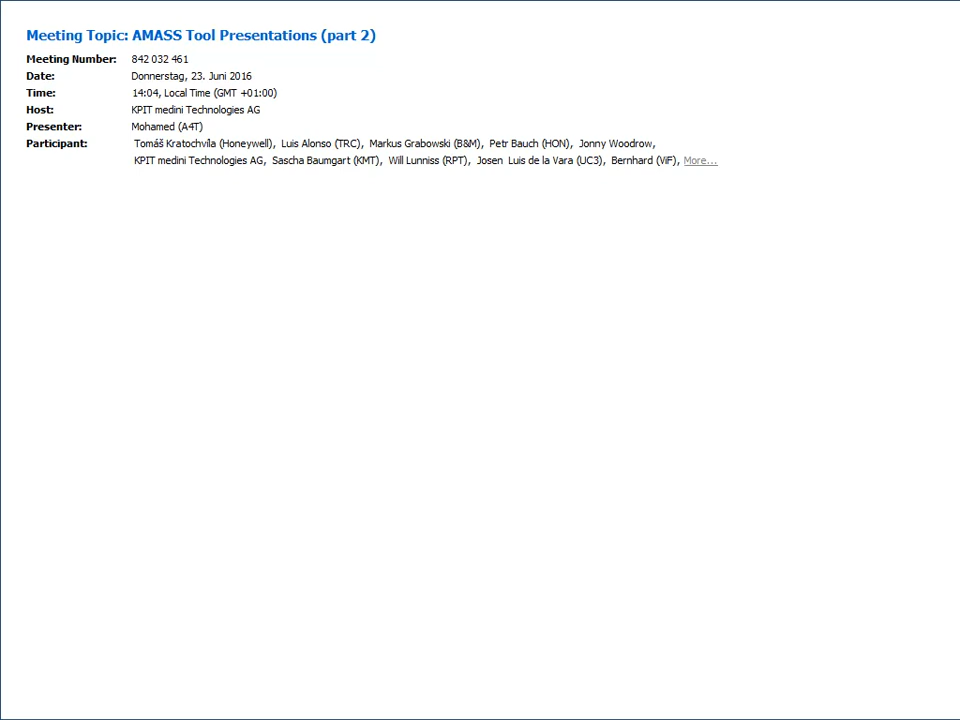 Meeting Topic: AMASS Tool Presentations (part 2)
Meeting Number: 842 032 461
Date: Donnerstag, 23. Juni 2016
Time: 14:04, Local Time (GMT +01:00)
Host: KPIT medini Technologies AG
Presenter: Mohamed (A4T)
Participant: Tomáš Kratochvíla (Honeywell), Luis Alonso (TRC), Markus Grabowski (B&M), Petr Bauch (HON), Jonny Woodrow,
KPIT medini Technologies AG, Sascha Baumgart (KMT), Will Lunniss (RPT), Josen Luis de la Vara (UC3), Bernhard (ViF), More...